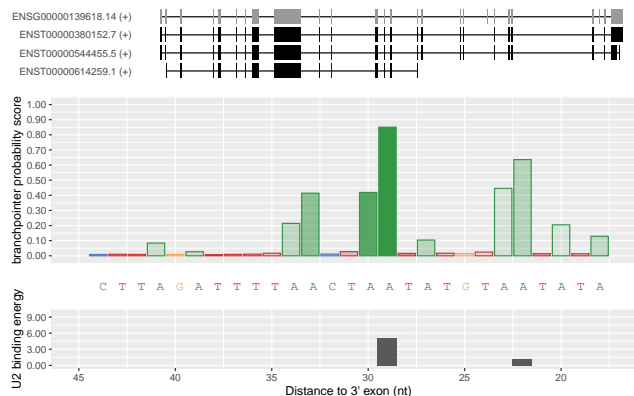 ENSG00000139618.14 (+)
ENST00000380152.7 (+)
ENST00000544455.5 (+)
ENST00000614259.1 (+)
branchpointer probability score
1.00
0.90
0.80
0.70
0.60
0.50
0.40
0.30
0.20
0.10
0.00
C T T A G A T T T T A A C T A A T A T G T A A T A T A
U2 binding energy
9.00
6.00
3.00
0.00
45 40 35 30 25 20
Distance to 3' exon (nt)